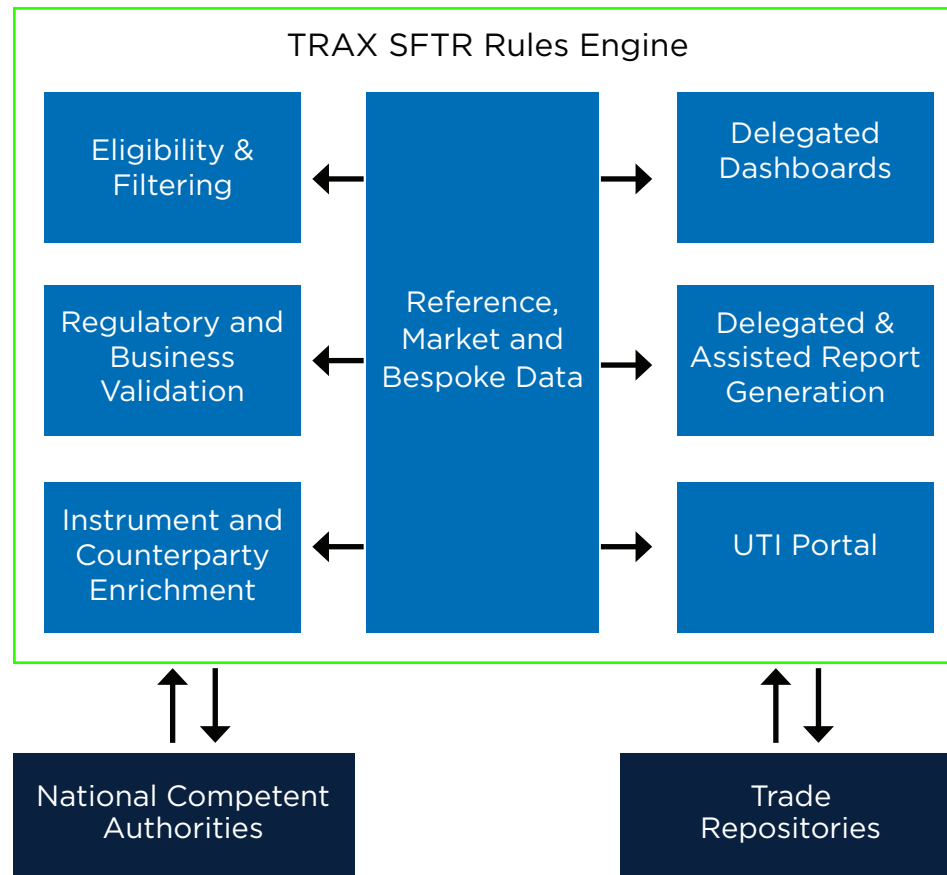 TRAX SFTR Rules Engine
Eligibility &
Filtering
Regulatory and
Business
Validation
Instrument and
Counterparty
Enrichment
Reference,
Market and
Bespoke Data
Delegated
Dashboards
Delegated &
Assisted Report
Generation
UTI Portal
National Competent
Authorities
Trade
Repositories